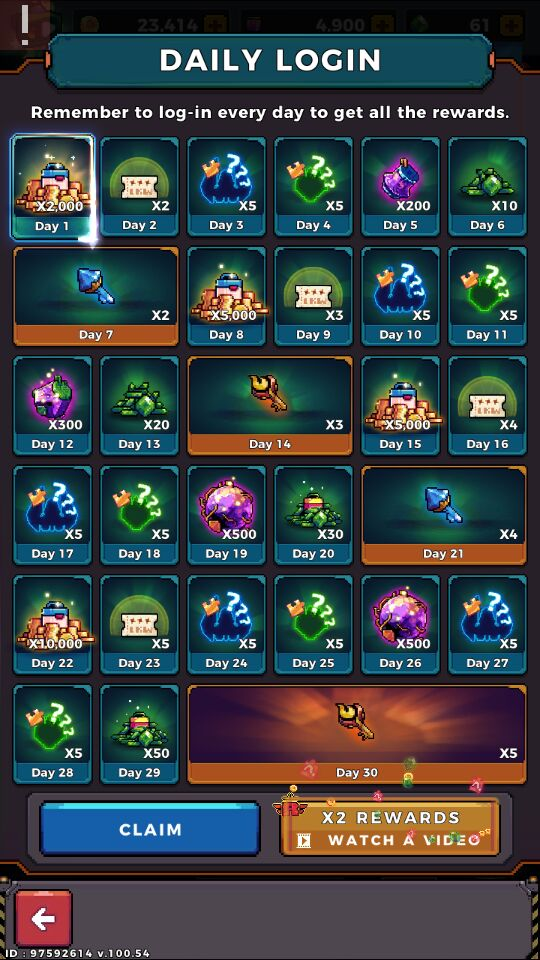 23.414 4.900 61
DAILY LOGIN
Remember to log-in every day to get all the rewards.
X2,000 X2 X5 X5 X200 X10
Day 1 Day 2 Day 3 Day 4 Day 5 Day 6
X2 X5,000 X3 X5 X5
Day 7 Day 8 Day 9 Day 10 Day 11
X300 X20 X3 X5,000 X4
Day 12 Day 13 Day 14 Day 15 Day 16
X5 X5 X500 X30 X4
Day 17 Day 18 Day 19 Day 20 Day 21
X10,000 X5 X5 X5 X500 X5
Day 22 Day 23 Day 24 Day 25 Day 26 Day 27
X5 X50 X5
Day 28 Day 29 Day 30
CLAIM
X2 REWARDS
WATCH A VIDEO
ID : 97592614 v.100.54